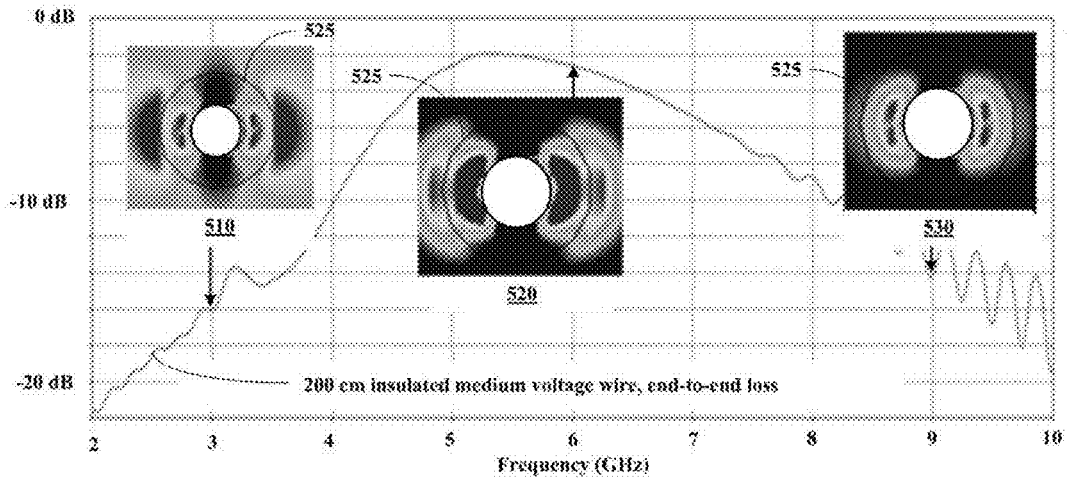 0 dB
525
525
525
-10 dB
510
520
530
-20 dB
200 cm insulated medium voltage wire, end-to-end loss
2 3 4 5 6 7 8 9 10
Frequency (GHz)